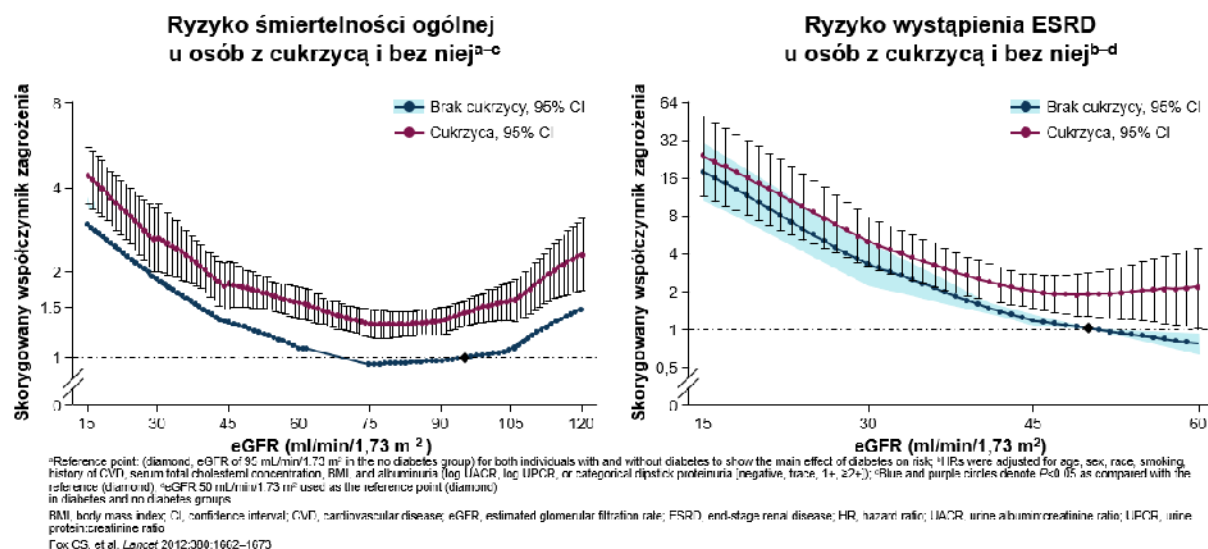 Ryzyko śmiertelności ogólnej
u osób z cukrzycą i bez niej a–c
Skorygowany współczynnik zagrożenia
8
4
2
1.5
1
0
Brak cukrzycy, 95% CI
Cukrzyca, 95% CI
15 30 45 60 75 90 105 120
eGFR (ml/min/1,73 m²)
Ryzyko wystąpienia ESRD
u osób z cukrzycą i bez niej b–d
Skorygowany współczynnik zagrożenia
64
32
16
8
4
2
1
0,5
0
Brak cukrzycy, 95% CI
Cukrzyca, 95% CI
15 30 45 60
eGFR (ml/min/1,73 m²)
ᵃReference point: (diamond, eGFR of 95 mL/min/1.73 m² in the no diabetes group) for both individuals with and without diabetes to show the main effect of diabetes on risk; ᵇHRs were adjusted for age, sex, race, smoking,
history of CVD, serum total cholesterol concentration, BMI, and albuminuria (log UACR, log UPCR, or categorical dipstick proteinuria [negative, trace, 1+, ≥2+]); ᶜBlue and purple circles denote P<0.05 as compared with the
reference (diamond); ᵈeGFR 50 mL/min/1.73 m² used as the reference point (diamond)
in diabetes and no diabetes groups
BMI, body mass index; CI, confidence interval; CVD, cardiovascular disease; eGFR, estimated glomerular filtration rate; ESRD, end-stage renal disease; HR, hazard ratio; UACR, urine albumin:creatinine ratio; UPCR, urine
protein:creatinine ratio
Fox CS, et al. Lancet 2012;380:1662–1673